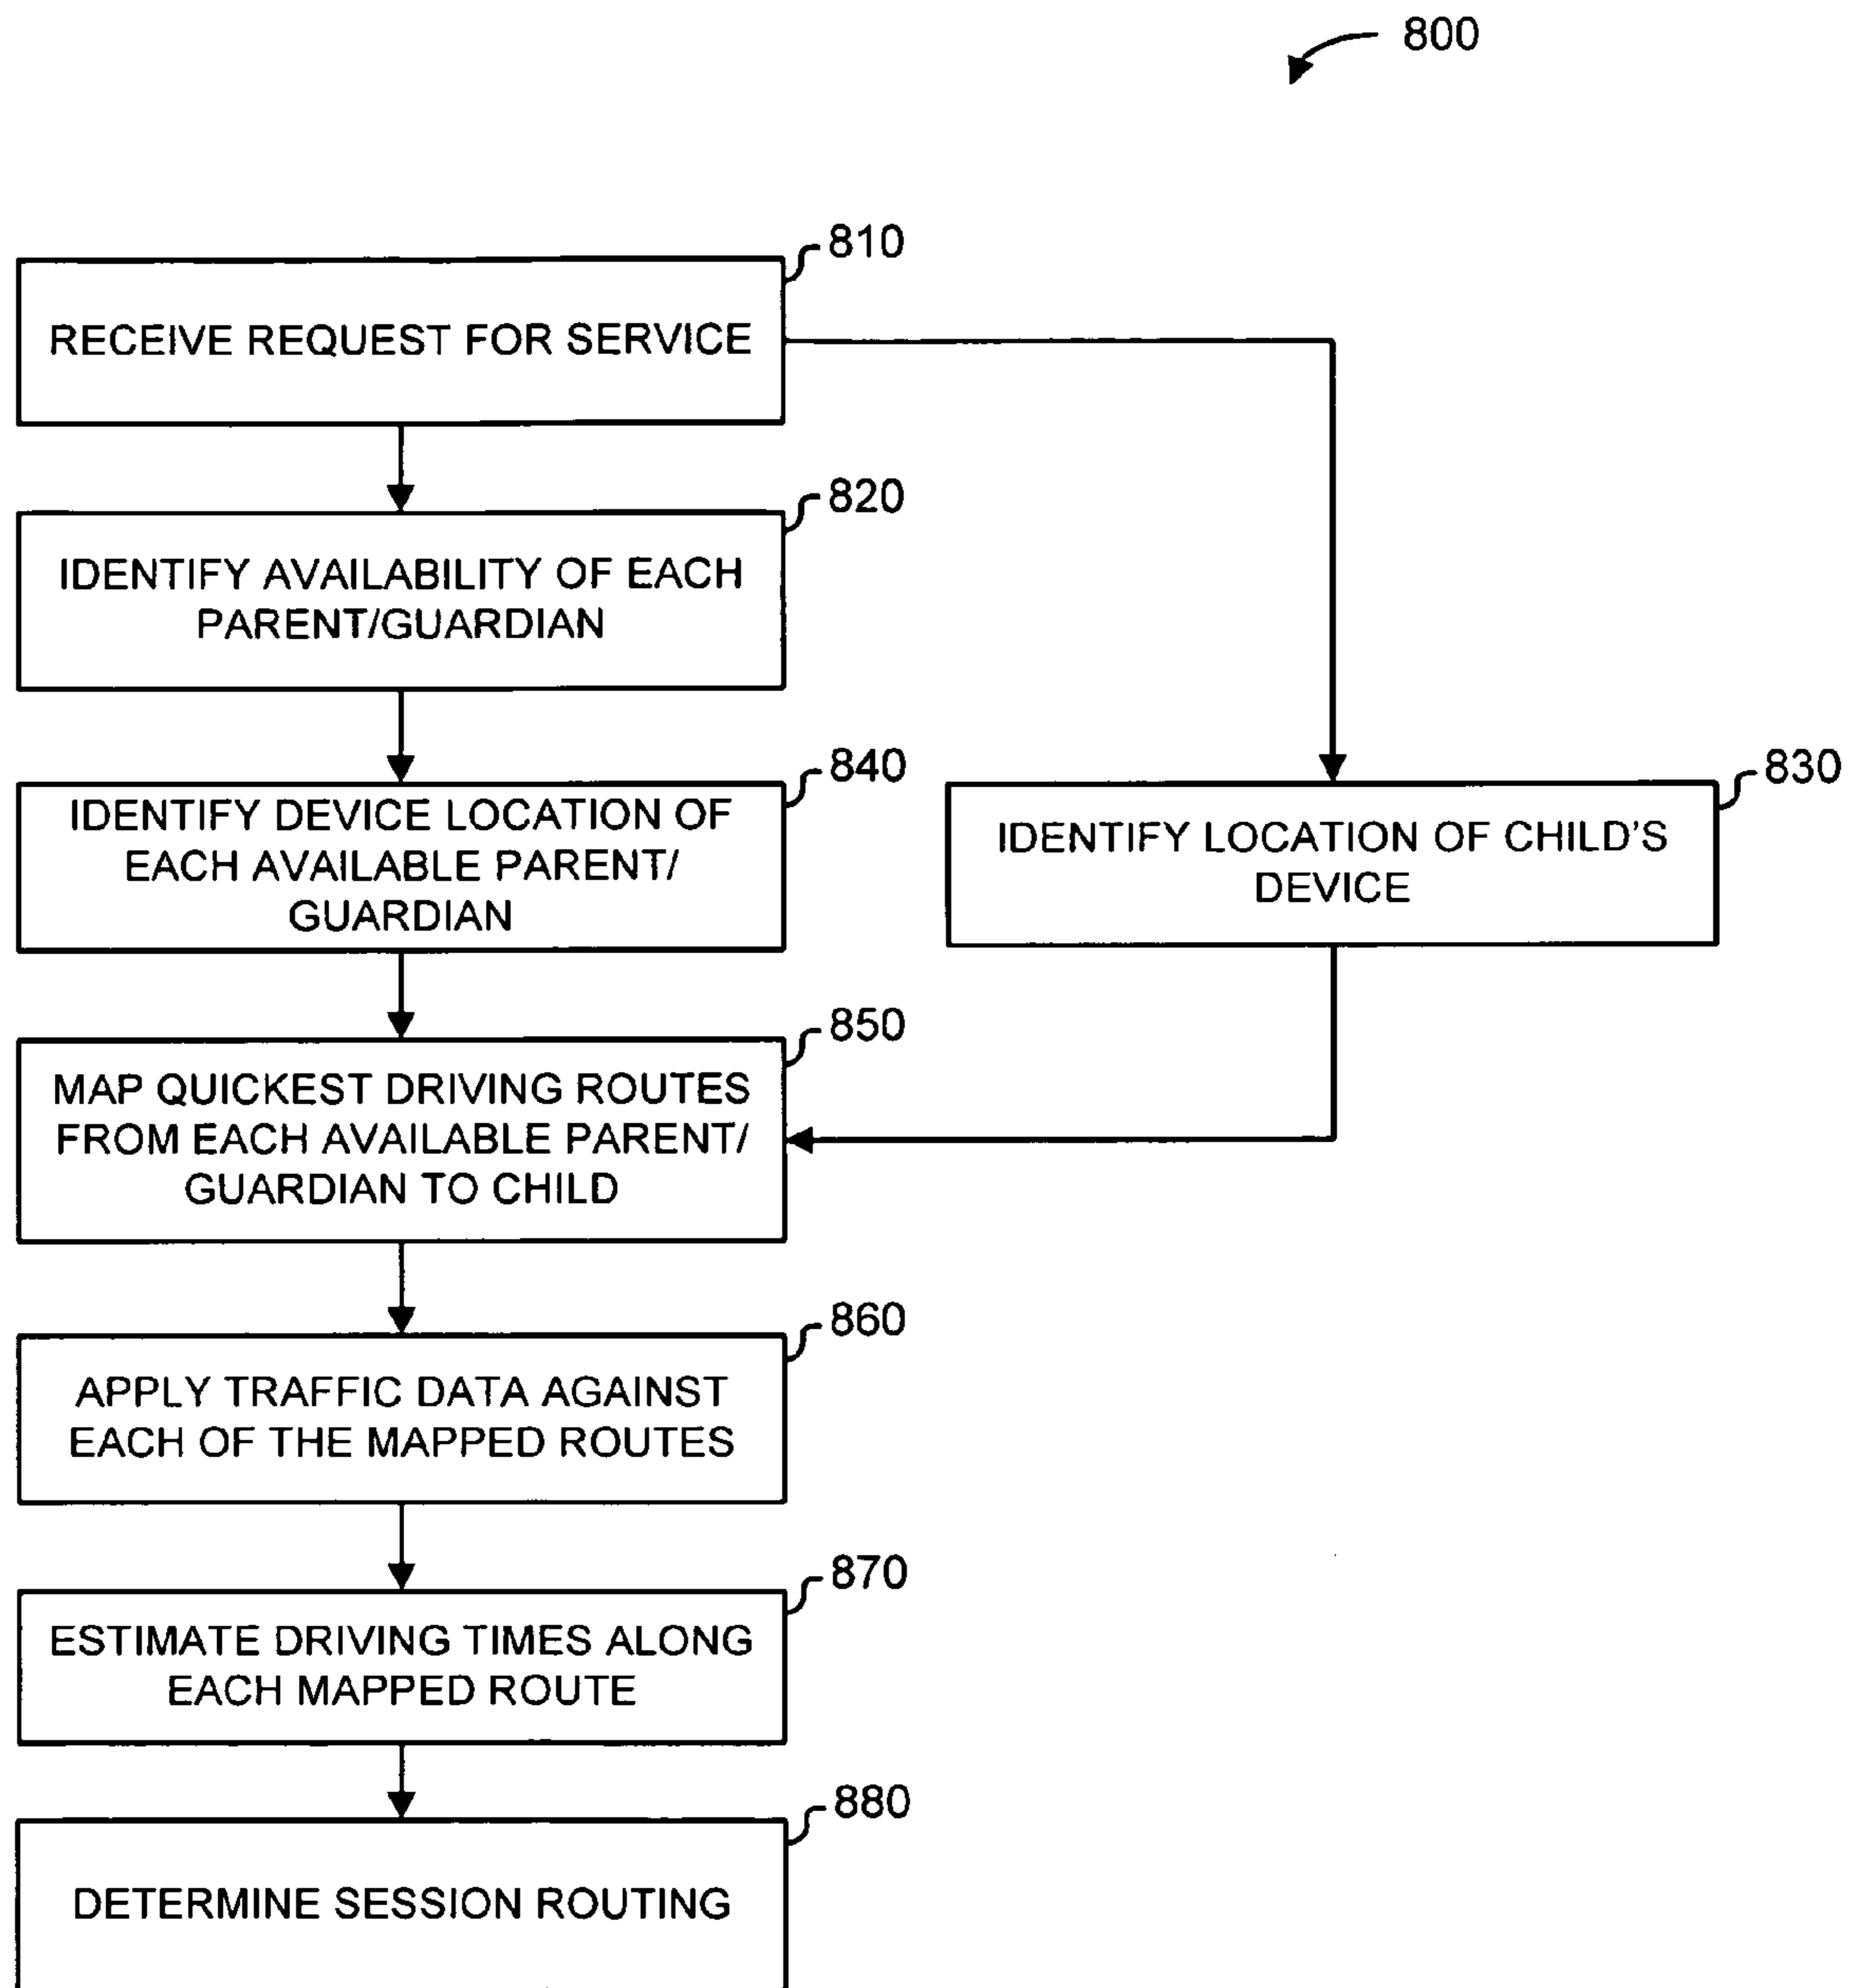 800
810
RECEIVE REQUEST FOR SERVICE
820
IDENTIFY AVAILABILITY OF EACH
PARENT/GUARDIAN
840
IDENTIFY DEVICE LOCATION OF
EACH AVAILABLE PARENT/
GUARDIAN
830
IDENTIFY LOCATION OF CHILD'S
DEVICE
850
MAP QUICKEST DRIVING ROUTES
FROM EACH AVAILABLE PARENT/
GUARDIAN TO CHILD
860
APPLY TRAFFIC DATA AGAINST
EACH OF THE MAPPED ROUTES
870
ESTIMATE DRIVING TIMES ALONG
EACH MAPPED ROUTE
880
DETERMINE SESSION ROUTING